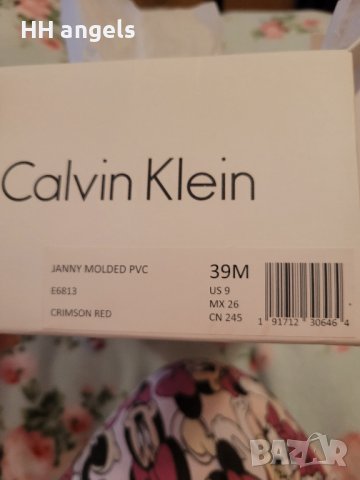 HH angels
Calvin Klein
JANNY MOLDED PVC
E6813
CRIMSON RED
39M
US 9
MX 26
CN 245
1 91712 30646 4
BAZAR